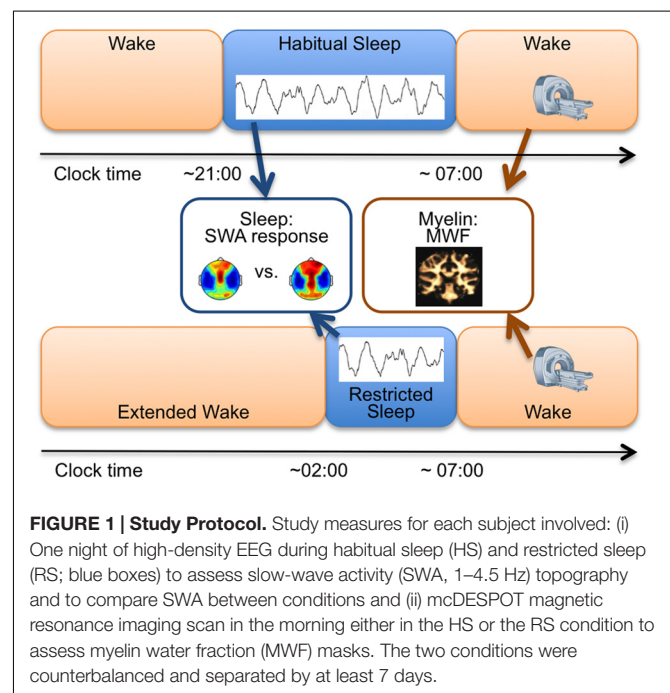 Wake
Habitual Sleep
Wake
Clock time
~21:00
~ 07:00
Sleep:
SWA response
vs.
Myelin:
MWF
Extended Wake
Restricted
Sleep
Wake
Clock time
~02:00
~ 07:00
FIGURE 1 | Study Protocol. Study measures for each subject involved: (i)
One night of high-density EEG during habitual sleep (HS) and restricted sleep
(RS; blue boxes) to assess slow-wave activity (SWA, 1–4.5 Hz) topography
and to compare SWA between conditions and (ii) mcDESPOT magnetic
resonance imaging scan in the morning either in the HS or the RS condition to
assess myelin water fraction (MWF) masks. The two conditions were
counterbalanced and separated by at least 7 days.